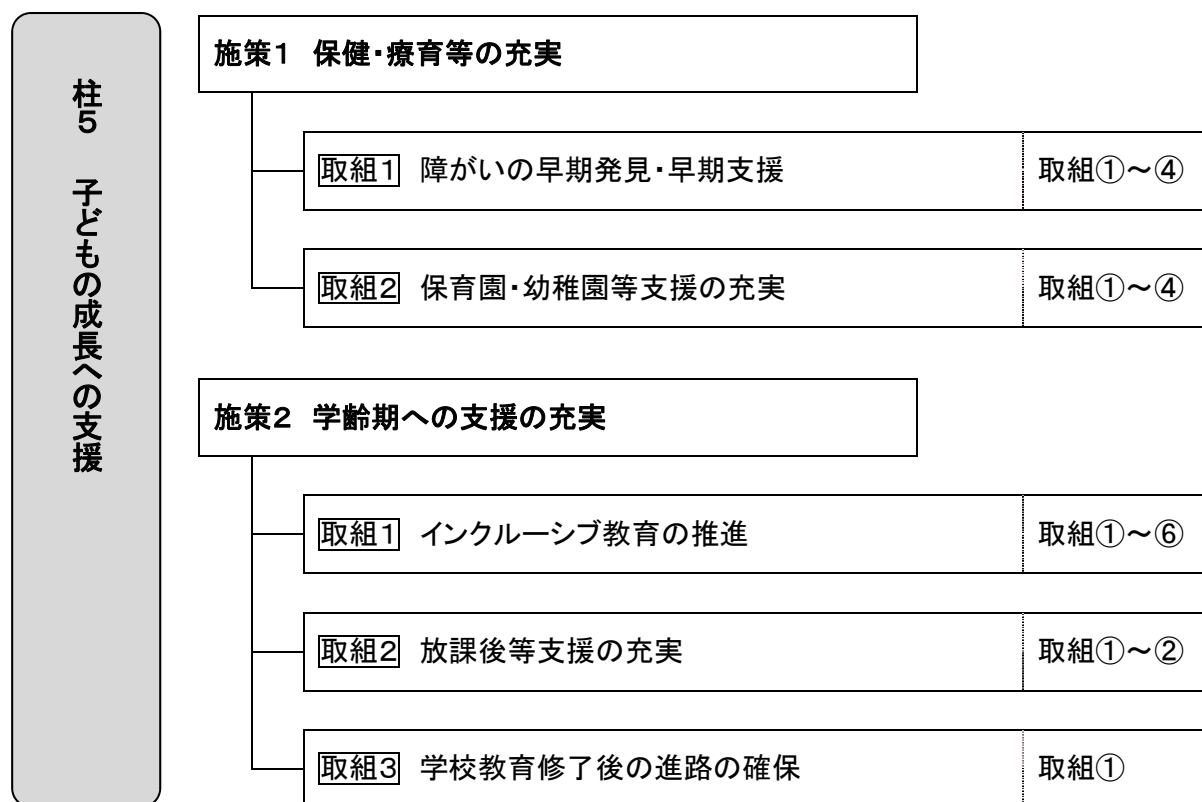 柱５　子どもの成長への支援
施策１　保健・療育等の充実
取組１　障がいの早期発見・早期支援　取組①～④
取組２　保育園・幼稚園等支援の充実　取組①～④
施策２　学齢期への支援の充実
取組１　インクルーシブ教育の推進　取組①～⑥
取組２　放課後等支援の充実　取組①～②
取組３　学校教育修了後の進路の確保　取組①